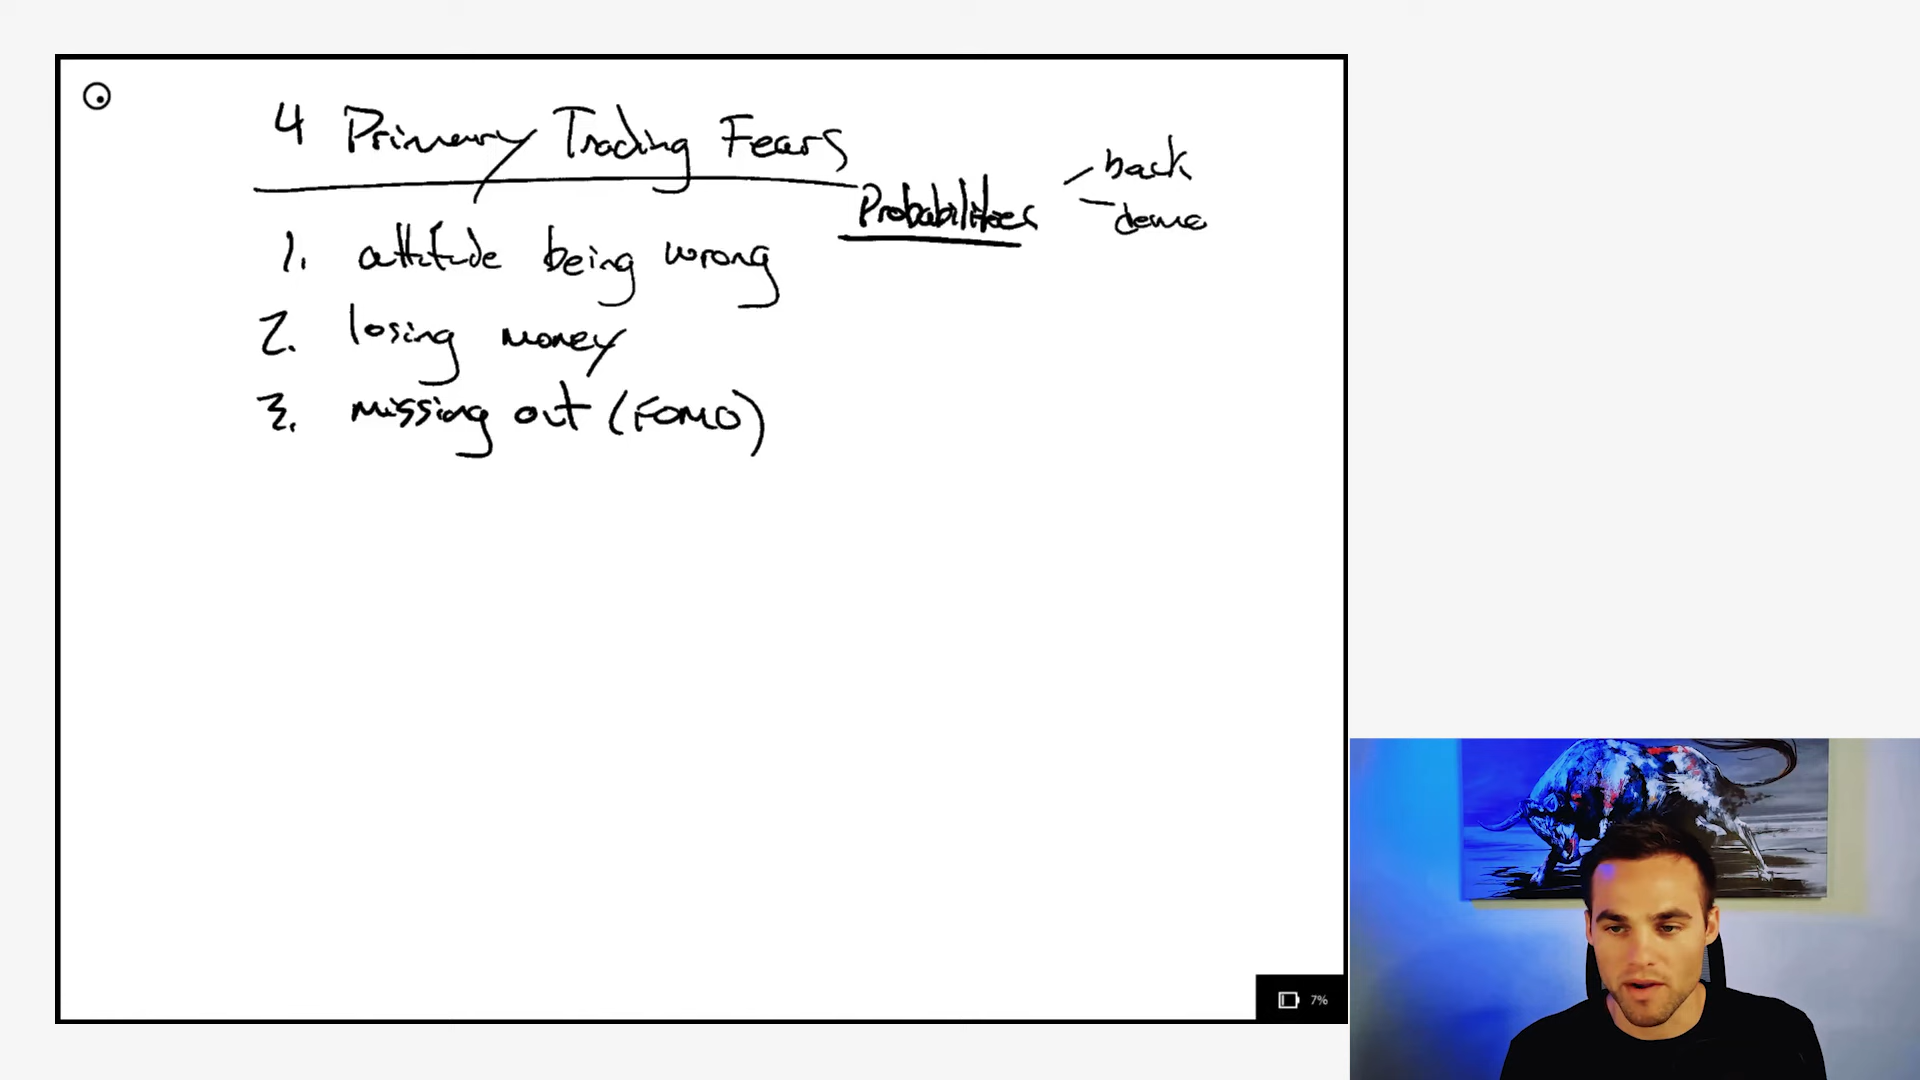 4 Primary Trading Fears
Probabilities
back
demo
1. attitude being wrong
2. losing money
3. missing out (FOMO)
7%